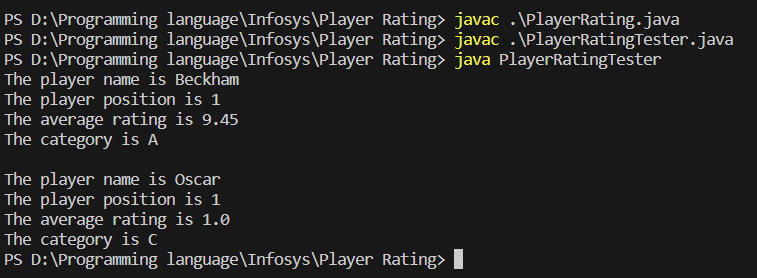 PS D:\Programming language\Infosys\Player Rating> javac .\PlayerRating.java
PS D:\Programming language\Infosys\Player Rating> javac .\PlayerRatingTester.java
PS D:\Programming language\Infosys\Player Rating> java PlayerRatingTester
The player name is Beckham
The player position is 1
The average rating is 9.45
The category is A

The player name is Oscar
The player position is 1
The average rating is 1.0
The category is C
PS D:\Programming language\Infosys\Player Rating>